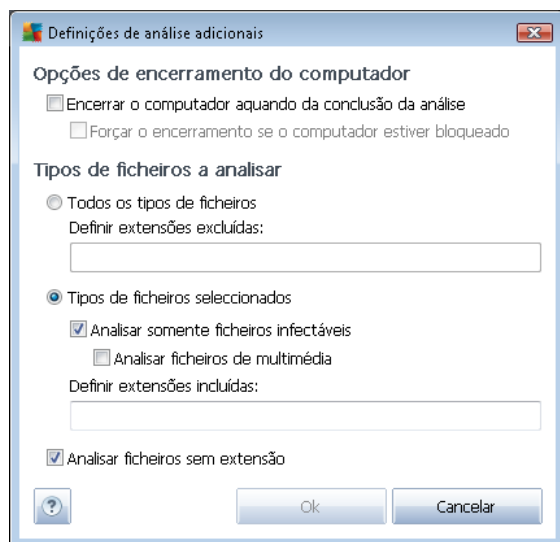 Definições de análise adicionais
Opções de encerramento do computador
Encerrar o computador aquando da conclusão da análise
Forçar o encerramento se o computador estiver bloqueado
Tipos de ficheiros a analisar
Todos os tipos de ficheiros
Definir extensões excluídas:
Tipos de ficheiros seleccionados
Analisar somente ficheiros infectáveis
Analisar ficheiros de multimédia
Definir extensões incluídas:
Analisar ficheiros sem extensão
?
Ok
Cancelar